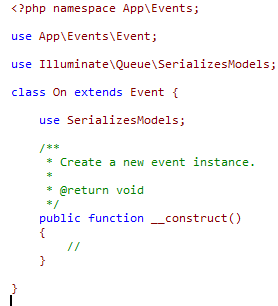 <?php namespace App\Events;
use App\Events\Event;
use Illuminate\Queue\SerializesModels;
class On extends Event {
use SerializesModels;
/**
* Create a new event instance.
*
* @return void
*/
public function __construct()
{
//
}
}